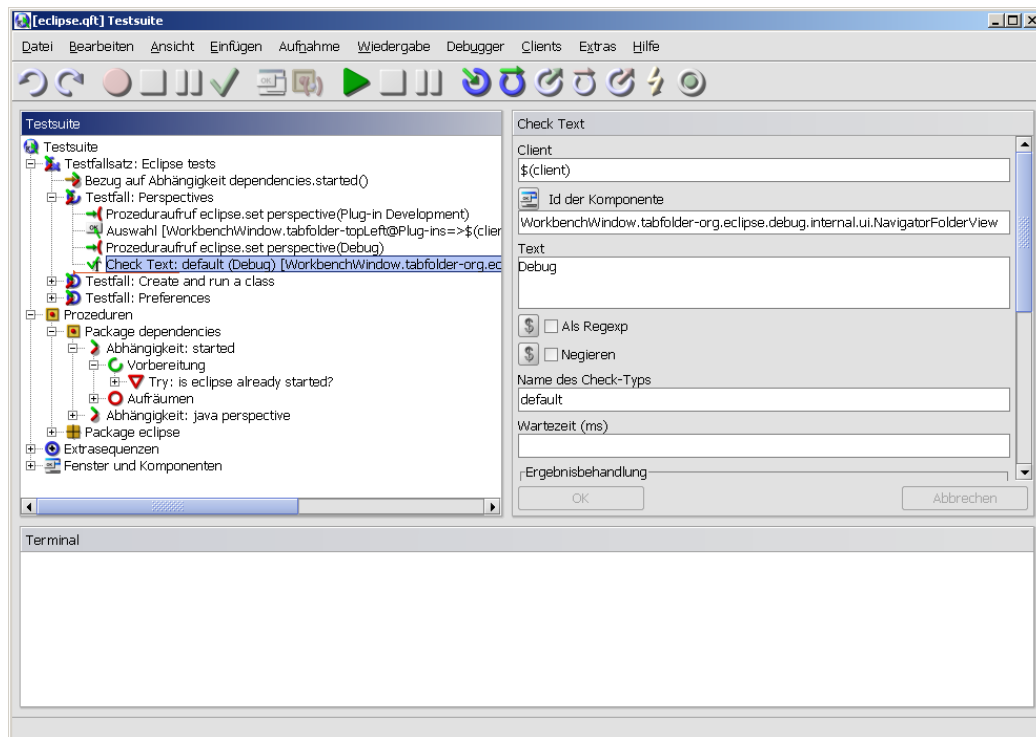 [eclipse.qft] Testsuite
Datei Bearbeiten Ansicht Einfügen Aufnahme Wiedergabe Debugger Clients Extras Hilfe
Testsuite
Testsuite
Testfallsatz: Eclipse tests
Bezug auf Abhängigkeit dependencies.started()
Testfall: Perspectives
Prozeduraufruf eclipse.set perspective(Plug-in Development)
Auswahl [WorkbenchWindow.tabfolder-topLeft@Plug-ins=>$(clier
Prozeduraufruf eclipse.set perspective(Debug)
Check Text: default (Debug) [WorkbenchWindow.tabfolder-org.ec
Testfall: Create and run a class
Testfall: Preferences
Prozeduren
Package dependencies
Abhängigkeit: started
Vorbereitung
Try: is eclipse already started?
Aufräumen
Abhängigkeit: java perspective
Package eclipse
Extrasequenzen
Fenster und Komponenten
Check Text
Client
$(client)
Id der Komponente
WorkbenchWindow.tabfolder-org.eclipse.debug.internal.ui.NavigatorFolderView
Text
Debug
$ Als Regexp
$ Negieren
Name des Check-Typs
default
Wartezeit (ms)
Ergebnisbehandlung
OK Abbrechen
Terminal